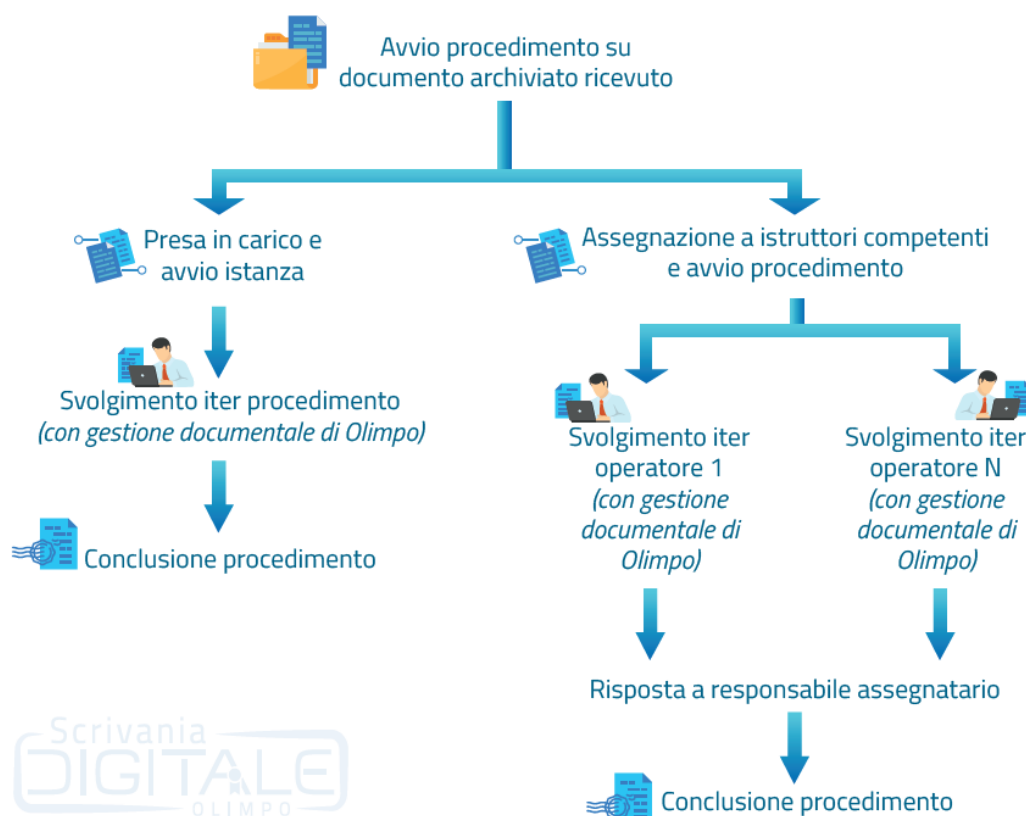 Avvio procedimento su
documento archiviato ricevuto
Presa in carico e
avvio istanza
Assegnazione a istruttori competenti
e avvio procedimento
Svolgimento iter procedimento
(con gestione documentale di Olimpo)
Svolgimento iter
operatore 1
(con gestione
documentale di
Olimpo)
Svolgimento iter
operatore N
(con gestione
documentale di
Olimpo)
Conclusione procedimento
Risposta a responsabile assegnatario
Conclusione procedimento
Scrivania
DIGITALE
OLIMPO